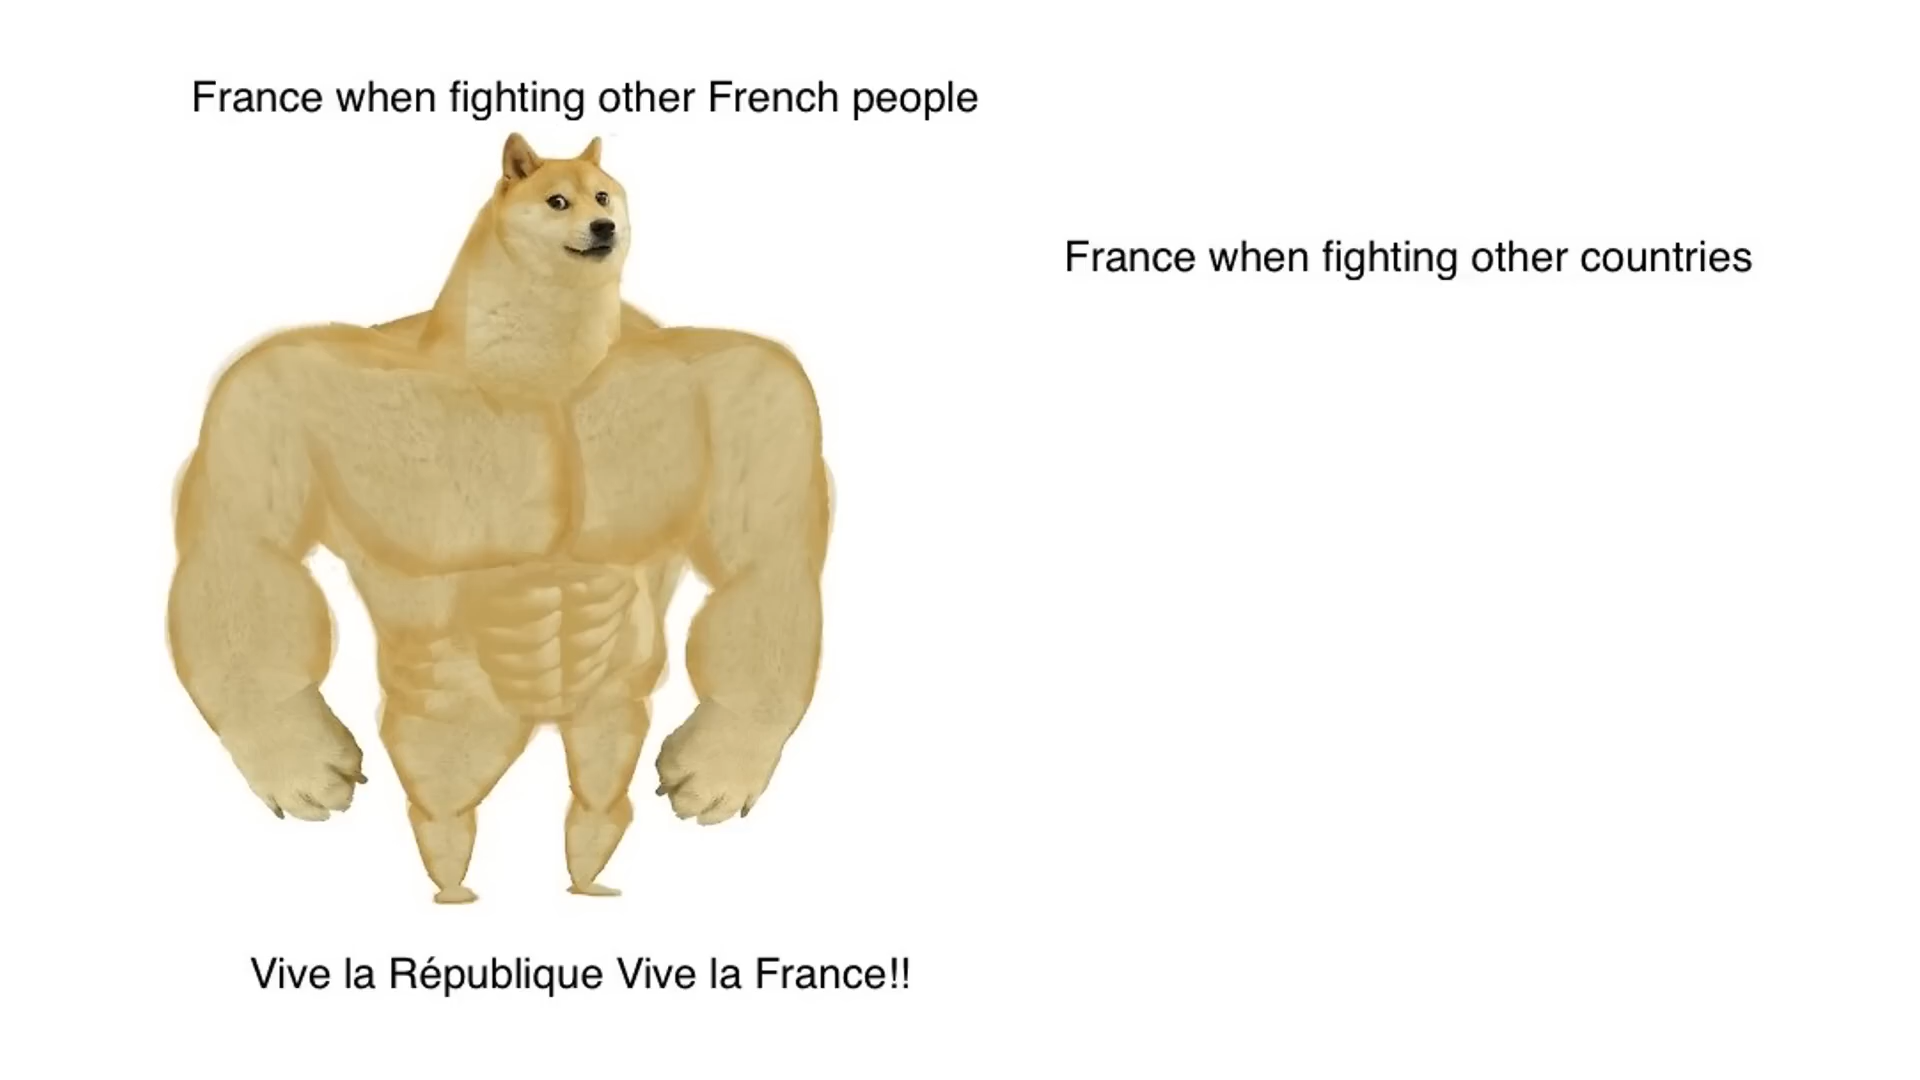 France when fighting other French people
France when fighting other countries
Vive la République Vive la France!!